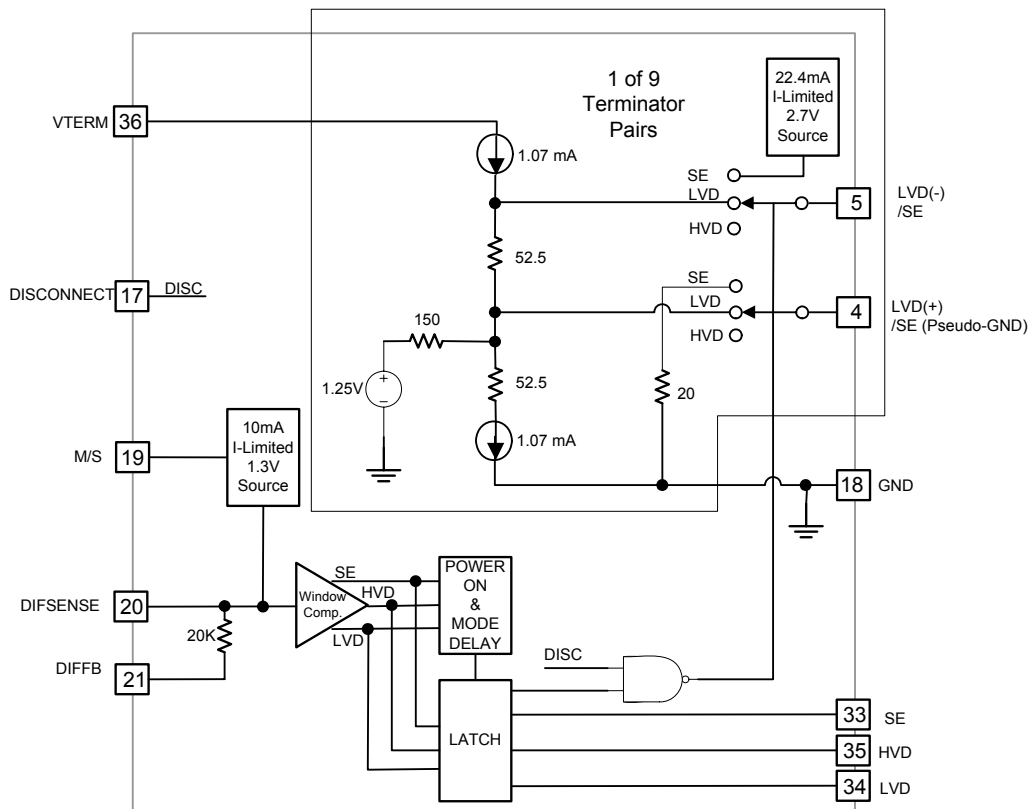 1 of 9
Terminator
Pairs
22.4mA
I-Limited
2.7V
Source
VTERM
36
1.07 mA
SE
LVD
HVD
5
LVD(-)
/SE
52.5
DISCONNECT
17
DISC
SE
LVD
HVD
4
LVD(+)
/SE (Pseudo-GND)
150
1.25V
+
–
52.5
20
1.07 mA
M/S
19
10mA
I-Limited
1.3V
Source
18
GND
DIFSENSE
20
20K
DIFFB
21
Window
Comp.
SE
HVD
LVD
POWER
ON
&
MODE
DELAY
DISC
LATCH
33
SE
35
HVD
34
LVD